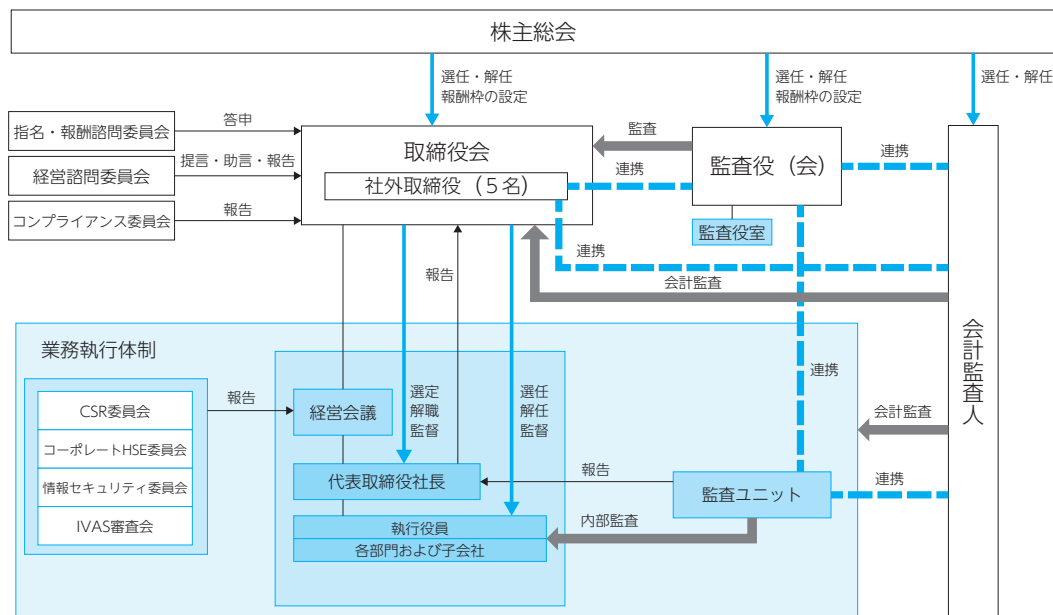 株主総会
選任・解任
報酬枠の設定
選任・解任
報酬枠の設定
選任・解任
指名・報酬諮問委員会
答申
経営諮問委員会
提言・助言・報告
コンプライアンス委員会
報告
取締役会
社外取締役（５名）
監査
連携
監査役（会）
連携
監査役室
連携
会計監査
報告
会計監査人
業務執行体制
CSR委員会
コーポレートHSE委員会
情報セキュリティ委員会
IVAS審査会
報告
経営会議
選定
解職
監督
選任
解任
監督
連携
会計監査
代表取締役社長
報告
監査ユニット
連携
執行役員
各部門および子会社
内部監査